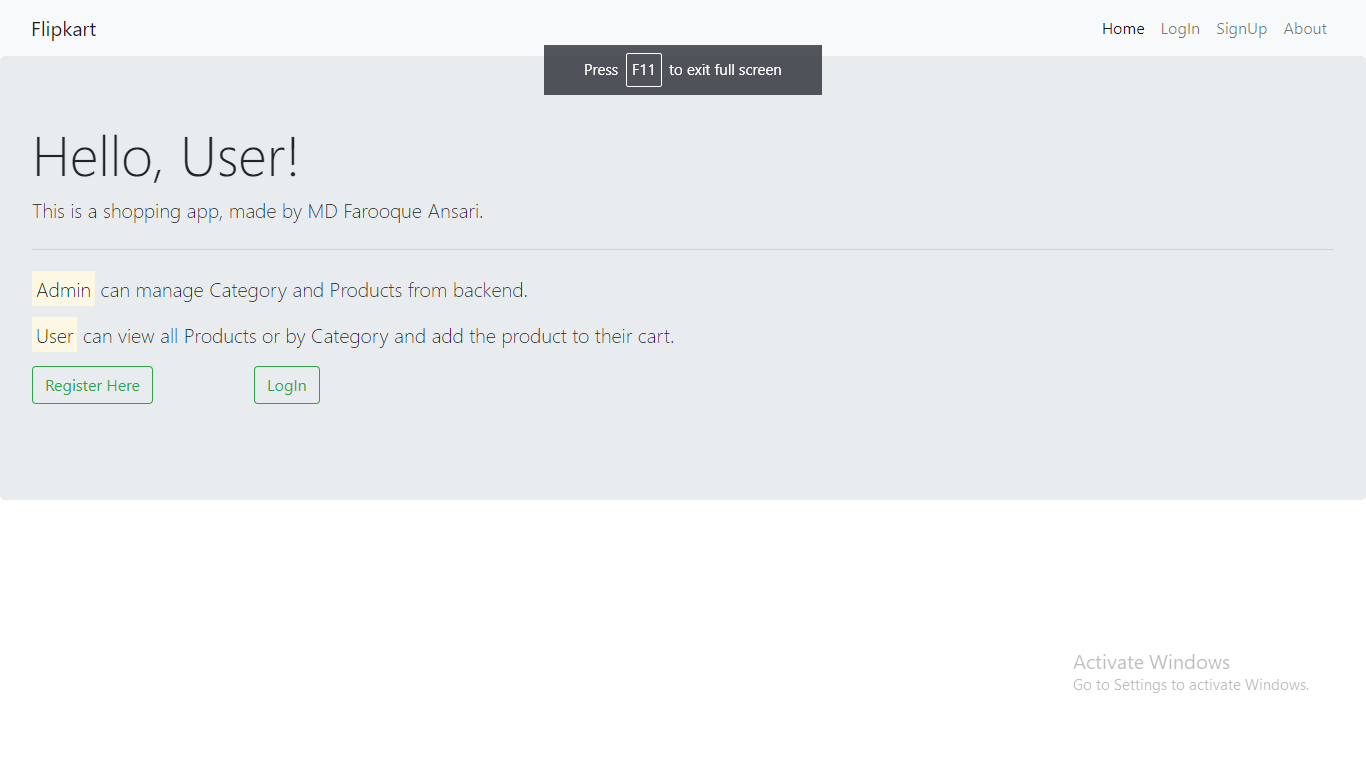 Flipkart
Home LogIn SignUp About
Press F11 to exit full screen
Hello, User!
This is a shopping app, made by MD Farooque Ansari.
Admin can manage Category and Products from backend.
User can view all Products or by Category and add the product to their cart.
Register Here LogIn
Activate Windows
Go to Settings to activate Windows.